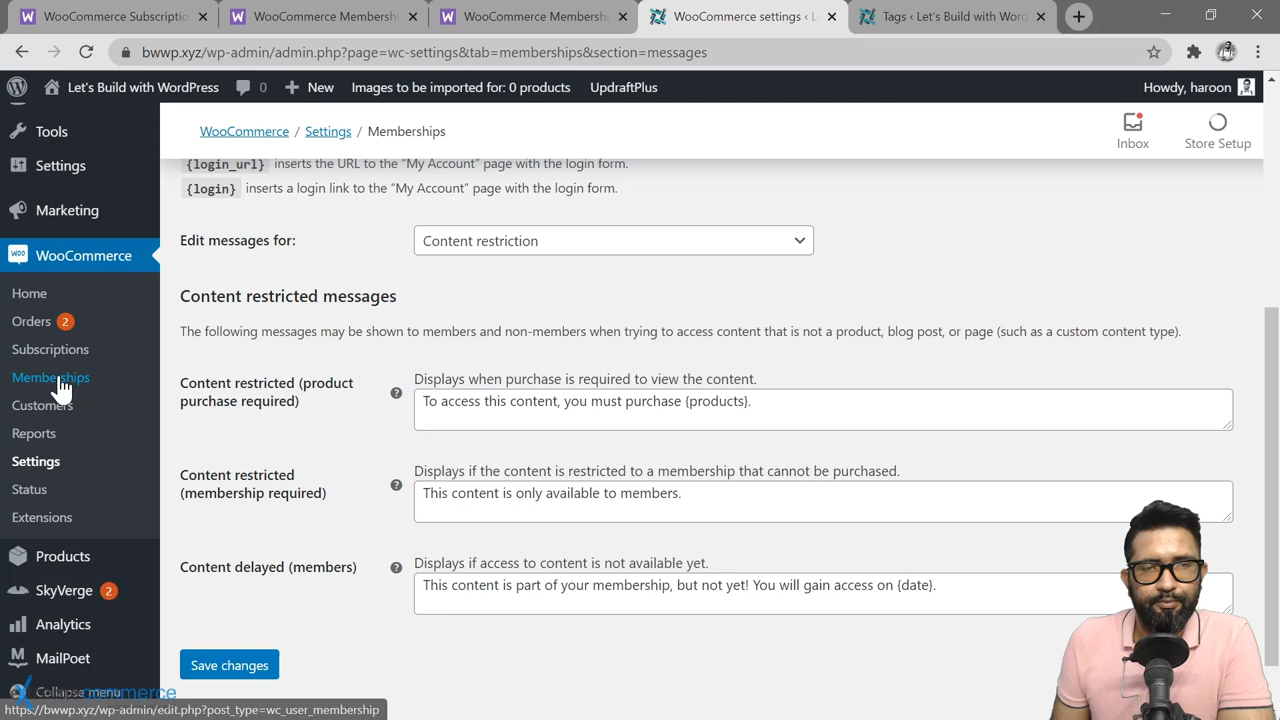 WooCommerce Subscriptio
WooCommerce Membershi
WooCommerce Membershi
WooCommerce settings ‹ L
Tags ‹ Let's Build with Word
bwwp.xyz/wp-admin/admin.php?page=wc-settings&tab=memberships&section=messages
Let's Build with WordPress
0
New
Images to be imported for: 0 products
UpdraftPlus
Howdy, haroon
Tools
Settings
Marketing
WooCommerce
Home
Orders 2
Subscriptions
Memberships
Customers
Reports
Settings
Status
Extensions
Products
SkyVerge 2
Analytics
MailPoet
Collapse menu
commerce
https://bwwp.xyz/wp-admin/edit.php?post_type=wc_user_membership
WooCommerce / Settings / Memberships
Inbox
Store Setup
{login_url} inserts the URL to the “My Account” page with the login form.
{login} inserts a login link to the “My Account” page with the login form.
Edit messages for:
Content restriction
Content restricted messages
The following messages may be shown to members and non-members when trying to access content that is not a product, blog post, or page (such as a custom content type).
Content restricted (product
purchase required)
Displays when purchase is required to view the content.
To access this content, you must purchase {products}.
Content restricted
(membership required)
Displays if the content is restricted to a membership that cannot be purchased.
This content is only available to members.
Content delayed (members)
Displays if access to content is not available yet.
This content is part of your membership, but not yet! You will gain access on {date}.
Save changes